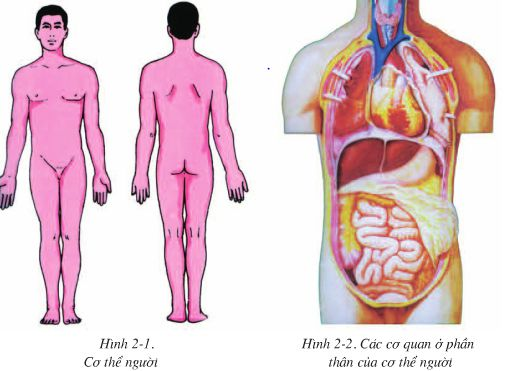 Hình 2-1.
Cơ thể người
Hình 2-2. Các cơ quan ở phần
thân của cơ thể người